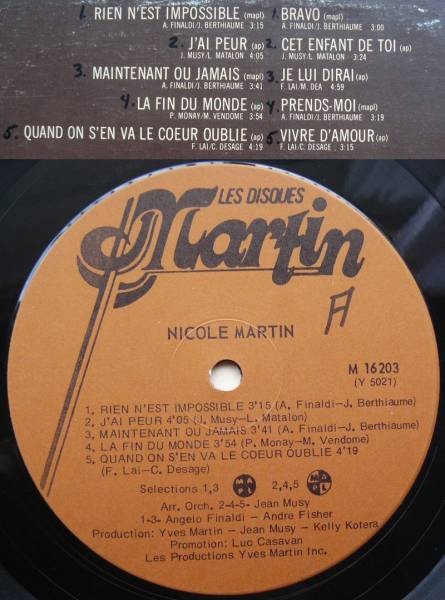 1. RIEN N'EST IMPOSSIBLE (mapl)
A. FINALDI/J. BERTHIAUME 3:15
2. J'AI PEUR (ap)
J. MUSY/L. MATALON 4:05
3. MAINTENANT OU JAMAIS (mapl)
A. FINALDI/J. BERTHIAUME 3:41
4. LA FIN DU MONDE (ap)
P. MONAY/M. VENDOME 3:54
5. QUAND ON S'EN VA LE COEUR OUBLIE (ap)
F. LAI/C. DESAGE 4:19
1. BRAVO (mapl)
A. FINALDI/J. BERTHIAUME 3:00
2. CET ENFANT DE TOI (ap)
J. MUSY/L. MATALON 3:24
3. JE LUI DIRAI (ap)
F. LAI/M. DEA 4:59
4. PRENDS-MOI (mapl)
A. FINALDI/J. BERTHIAUME 3:19
5. VIVRE D'AMOUR (ap)
F. LAI/C. DESAGE 3:15
LES DISQUES
Martin
A
NICOLE MARTIN
M 16203
(Y 5021)
1. RIEN N'EST IMPOSSIBLE 3'15 (A. Finaldi-J. Berthiaume)
2. J'AI PEUR 4'05 (J. Musy-L. Matalon)
3. MAINTENANT OU JAMAIS 3'41 (A. Finaldi-J. Berthiaume)
4. LA FIN DU MONDE 3'54 (P. Monay-M. Vendome)
5. QUAND ON S'EN VA LE COEUR OUBLIE 4'19
(F. Lai-C. Desage)
Selections 1,3 MAPL 2,4,5 MAPL
Arr. Orch. 2-4-5- Jean Musy
1-3- Angelo Finaldi - Andre Fisher
Production: Yves Martin - Jean Musy - Kelly Kotera
Promotion: Luc Casavan
Les Productions Yves Martin Inc.